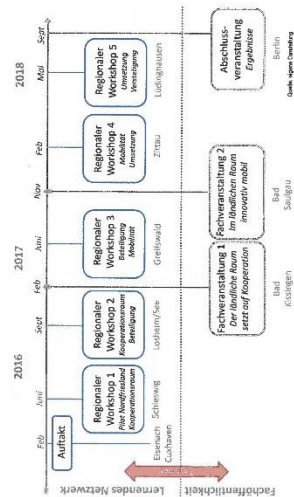 2016
2017
2018
Feb
Juni
Sept
Feb
Juni
Nov
Feb
Mai
Sept
Auftakt
Regionaler
Workshop 1
Pilot Nordfriesland
Kooperationsraum
Regionaler
Workshop 2
Kooperationsraum
Beteiligung
Regionaler
Workshop 3
Beteiligung
Mobilität
Regionaler
Workshop 4
Mobilität
Umsetzung
Regionaler
Workshop 5
Umsetzung
Verstetigung
Eisenach
Cuxhaven
Schleswig
Losheim/See
Greifswald
Zittau
Lüdinghausen
Lernendes Netzwerk
Fachöffentlichkeit
Fachveranstaltung 1
Der ländliche Raum
setzt auf Kooperation
Fachveranstaltung 2
Im ländlichen Raum
innovativ mobil
Abschluss-
veranstaltung
Ergebnisse
Bad
Kissingen
Bad
Saulgau
Berlin
Quelle: eigene Darstellung